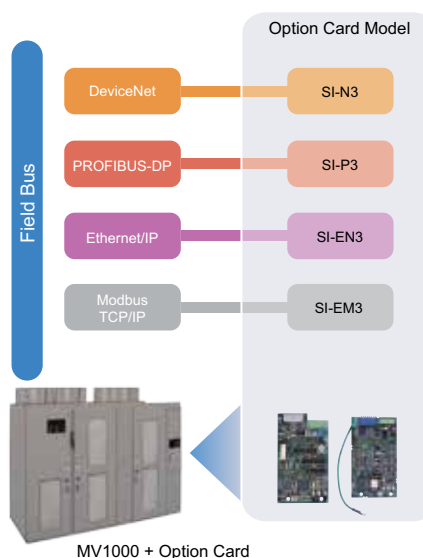 Option Card Model
Field Bus
DeviceNet
SI-N3
PROFIBUS-DP
SI-P3
Ethernet/IP
SI-EN3
Modbus
TCP/IP
SI-EM3
MV1000 + Option Card